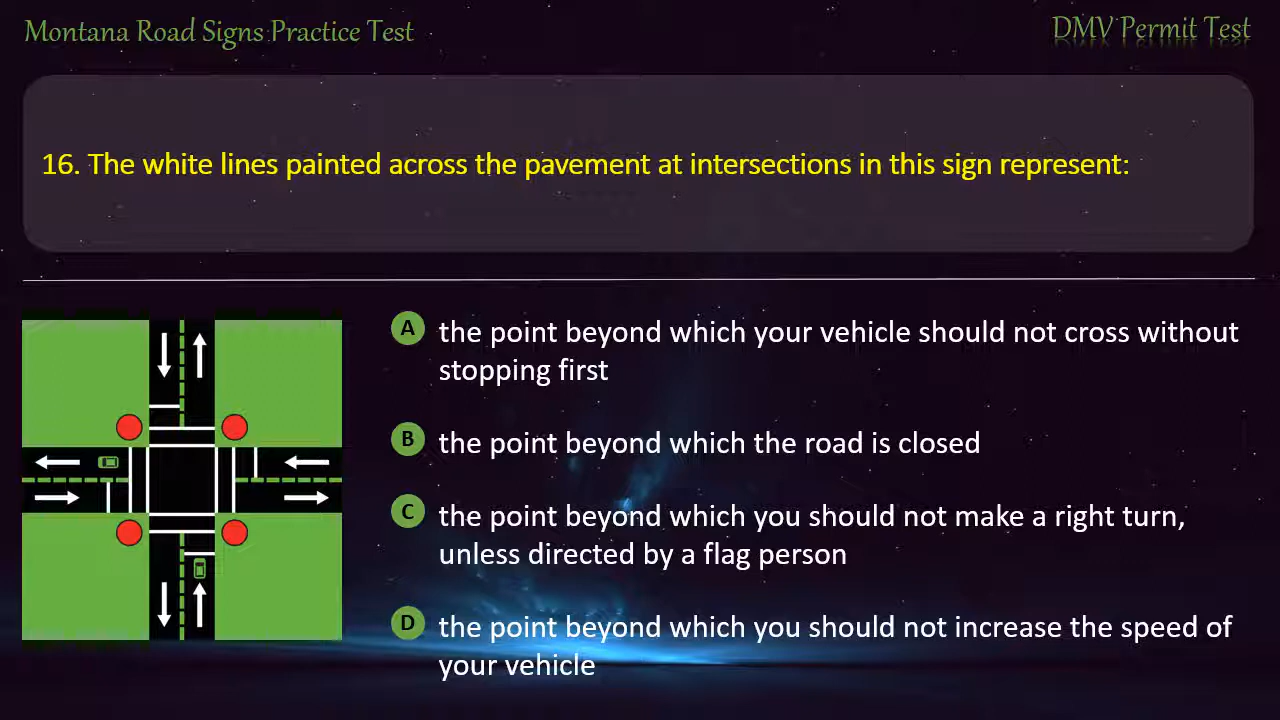 Montana Road Signs Practice Test
DMV Permit Test
16. The white lines painted across the pavement at intersections in this sign represent:
A the point beyond which your vehicle should not cross without
stopping first
B the point beyond which the road is closed
C the point beyond which you should not make a right turn,
unless directed by a flag person
D the point beyond which you should not increase the speed of
your vehicle